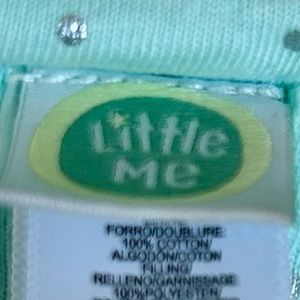 Little
Me
FORRO/DOUBLURE:
100% COTTON/
ALGODON/COTON
FILLING/
RELLENO/GARNISSAGE
100%POLYESTER/